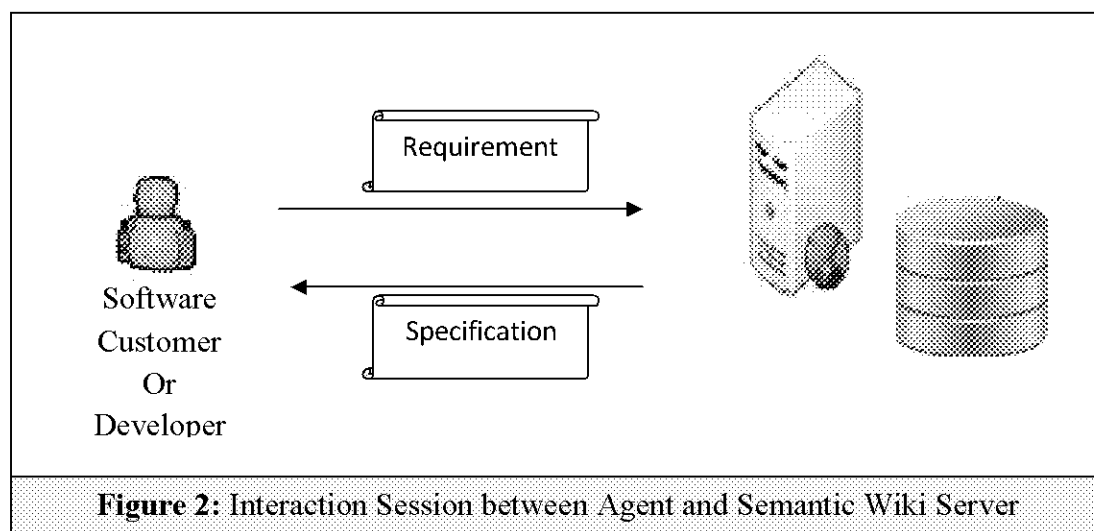 Requirement
Specification
Software
Customer
Or
Developer
Figure 2: Interaction Session between Agent and Semantic Wiki Server